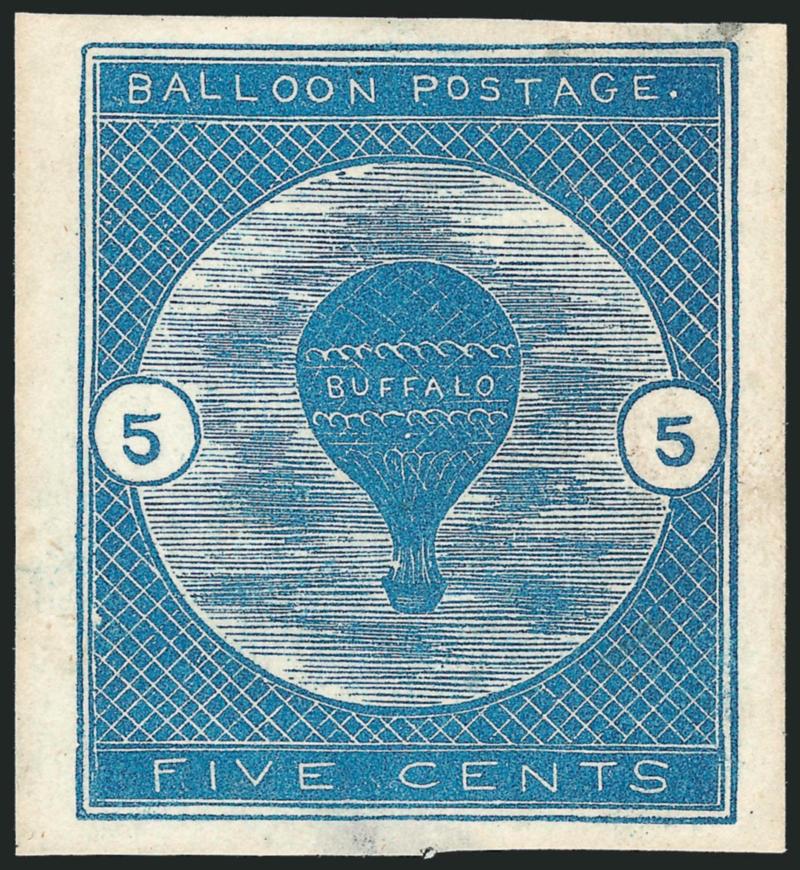 BALLOON POSTAGE.
BUFFALO
5 5
FIVE CENTS